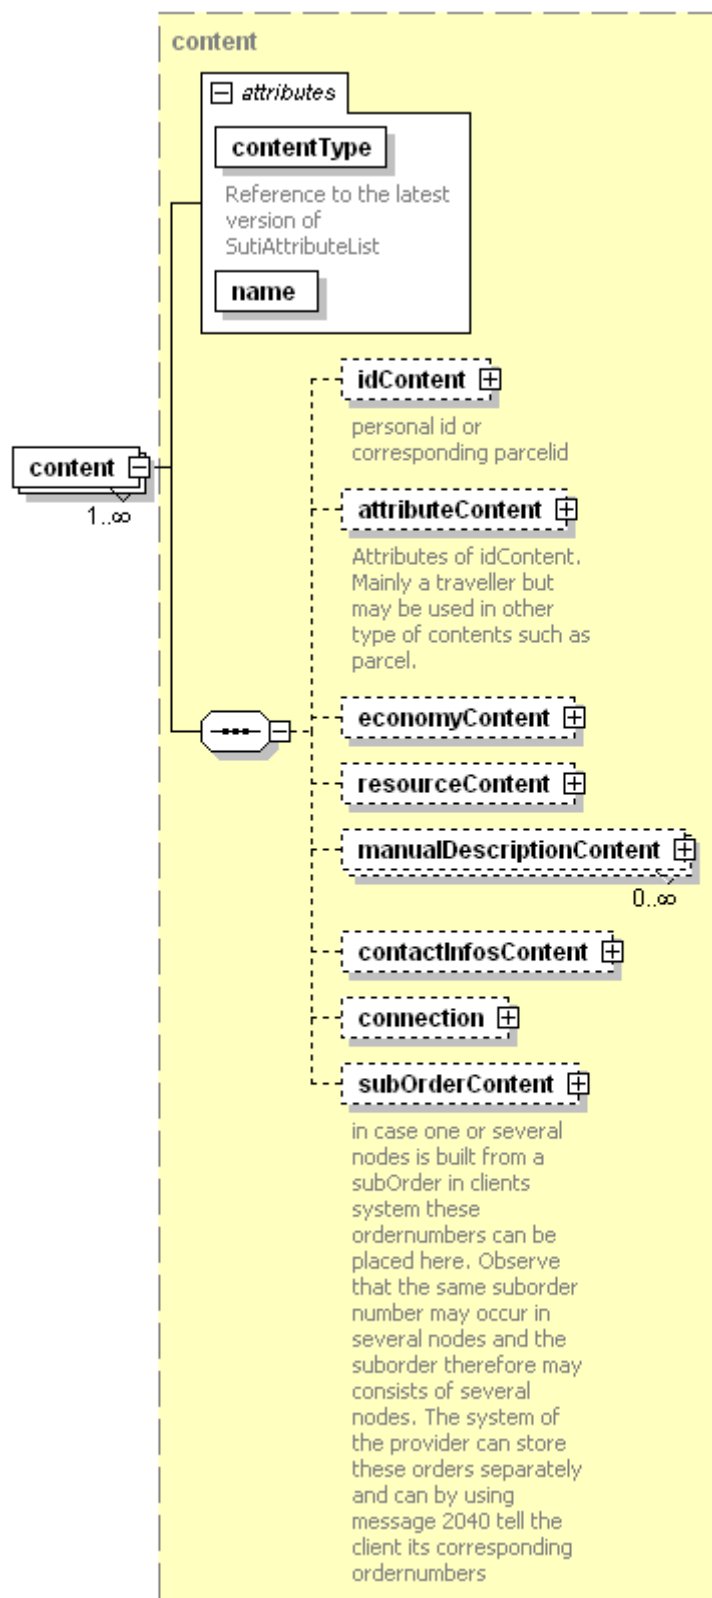 content
attributes
contentType
Reference to the latest
version of
SutiAttributeList
name
idContent
personal id or
corresponding parcelid
content
1..∞
attributeContent
Attributes of idContent.
Mainly a traveller but
may be used in other
type of contents such as
parcel.
economyContent
resourceContent
manualDescriptionContent
0..∞
contactInfosContent
connection
subOrderContent
in case one or several
nodes is built from a
subOrder in clients
system these
ordernumbers can be
placed here. Observe
that the same suborder
number may occur in
several nodes and the
suborder therefore may
consists of several
nodes. The system of
the provider can store
these orders separately
and can by using
message 2040 tell the
client its corresponding
ordernumbers